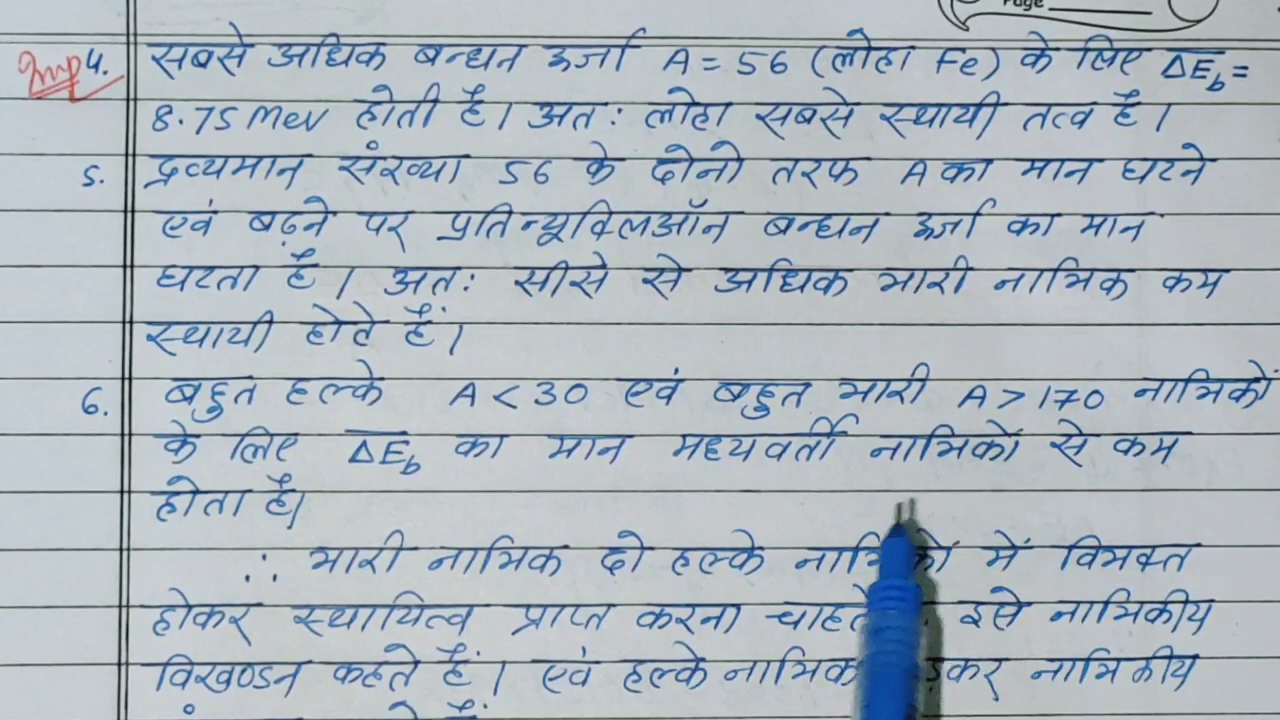 Page
Imp 4. सबसे अधिक बन्धन ऊर्जा A = 56 (लोहा Fe) के लिए ΔE̅b =
8.75 Mev होती है। अत: लोहा सबसे स्थायी तत्व है।
5. द्रव्यमान संख्या 56 के दोनो तरफ A का मान घटने
एवं बढ़ने पर प्रतिन्यूक्लिऑन बन्धन ऊर्जा का मान
घटता है। अत: सीसे से अधिक भारी नाभिक कम
स्थायी होते हैं।
6. बहुत हल्के A < 30 एवं बहुत भारी A > 170 नाभिकों
के लिए ΔE̅b का मान मध्यवर्ती नाभिकों से कम
होता है।
∴ भारी नाभिक दो हल्के में विभक्त
होकर स्थायित्व प्राप्त करना इसे नाभिकीय
विखण्डन कहते हैं। एवं हल्के नाभिक नाभिकीय